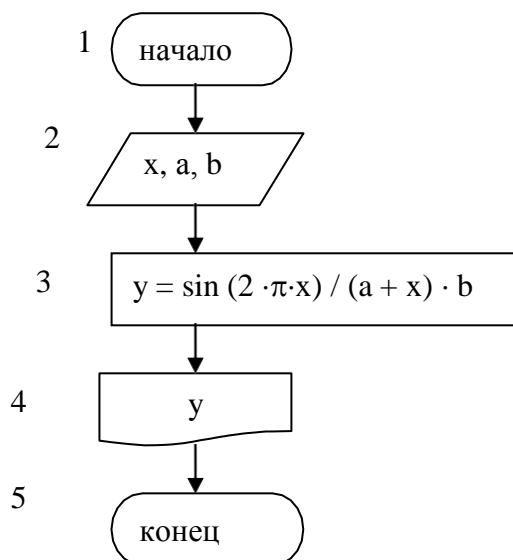 1 начало
2 x, a, b
3 y = sin (2 ·π·x) / (a + x) · b
4 y
5 конец